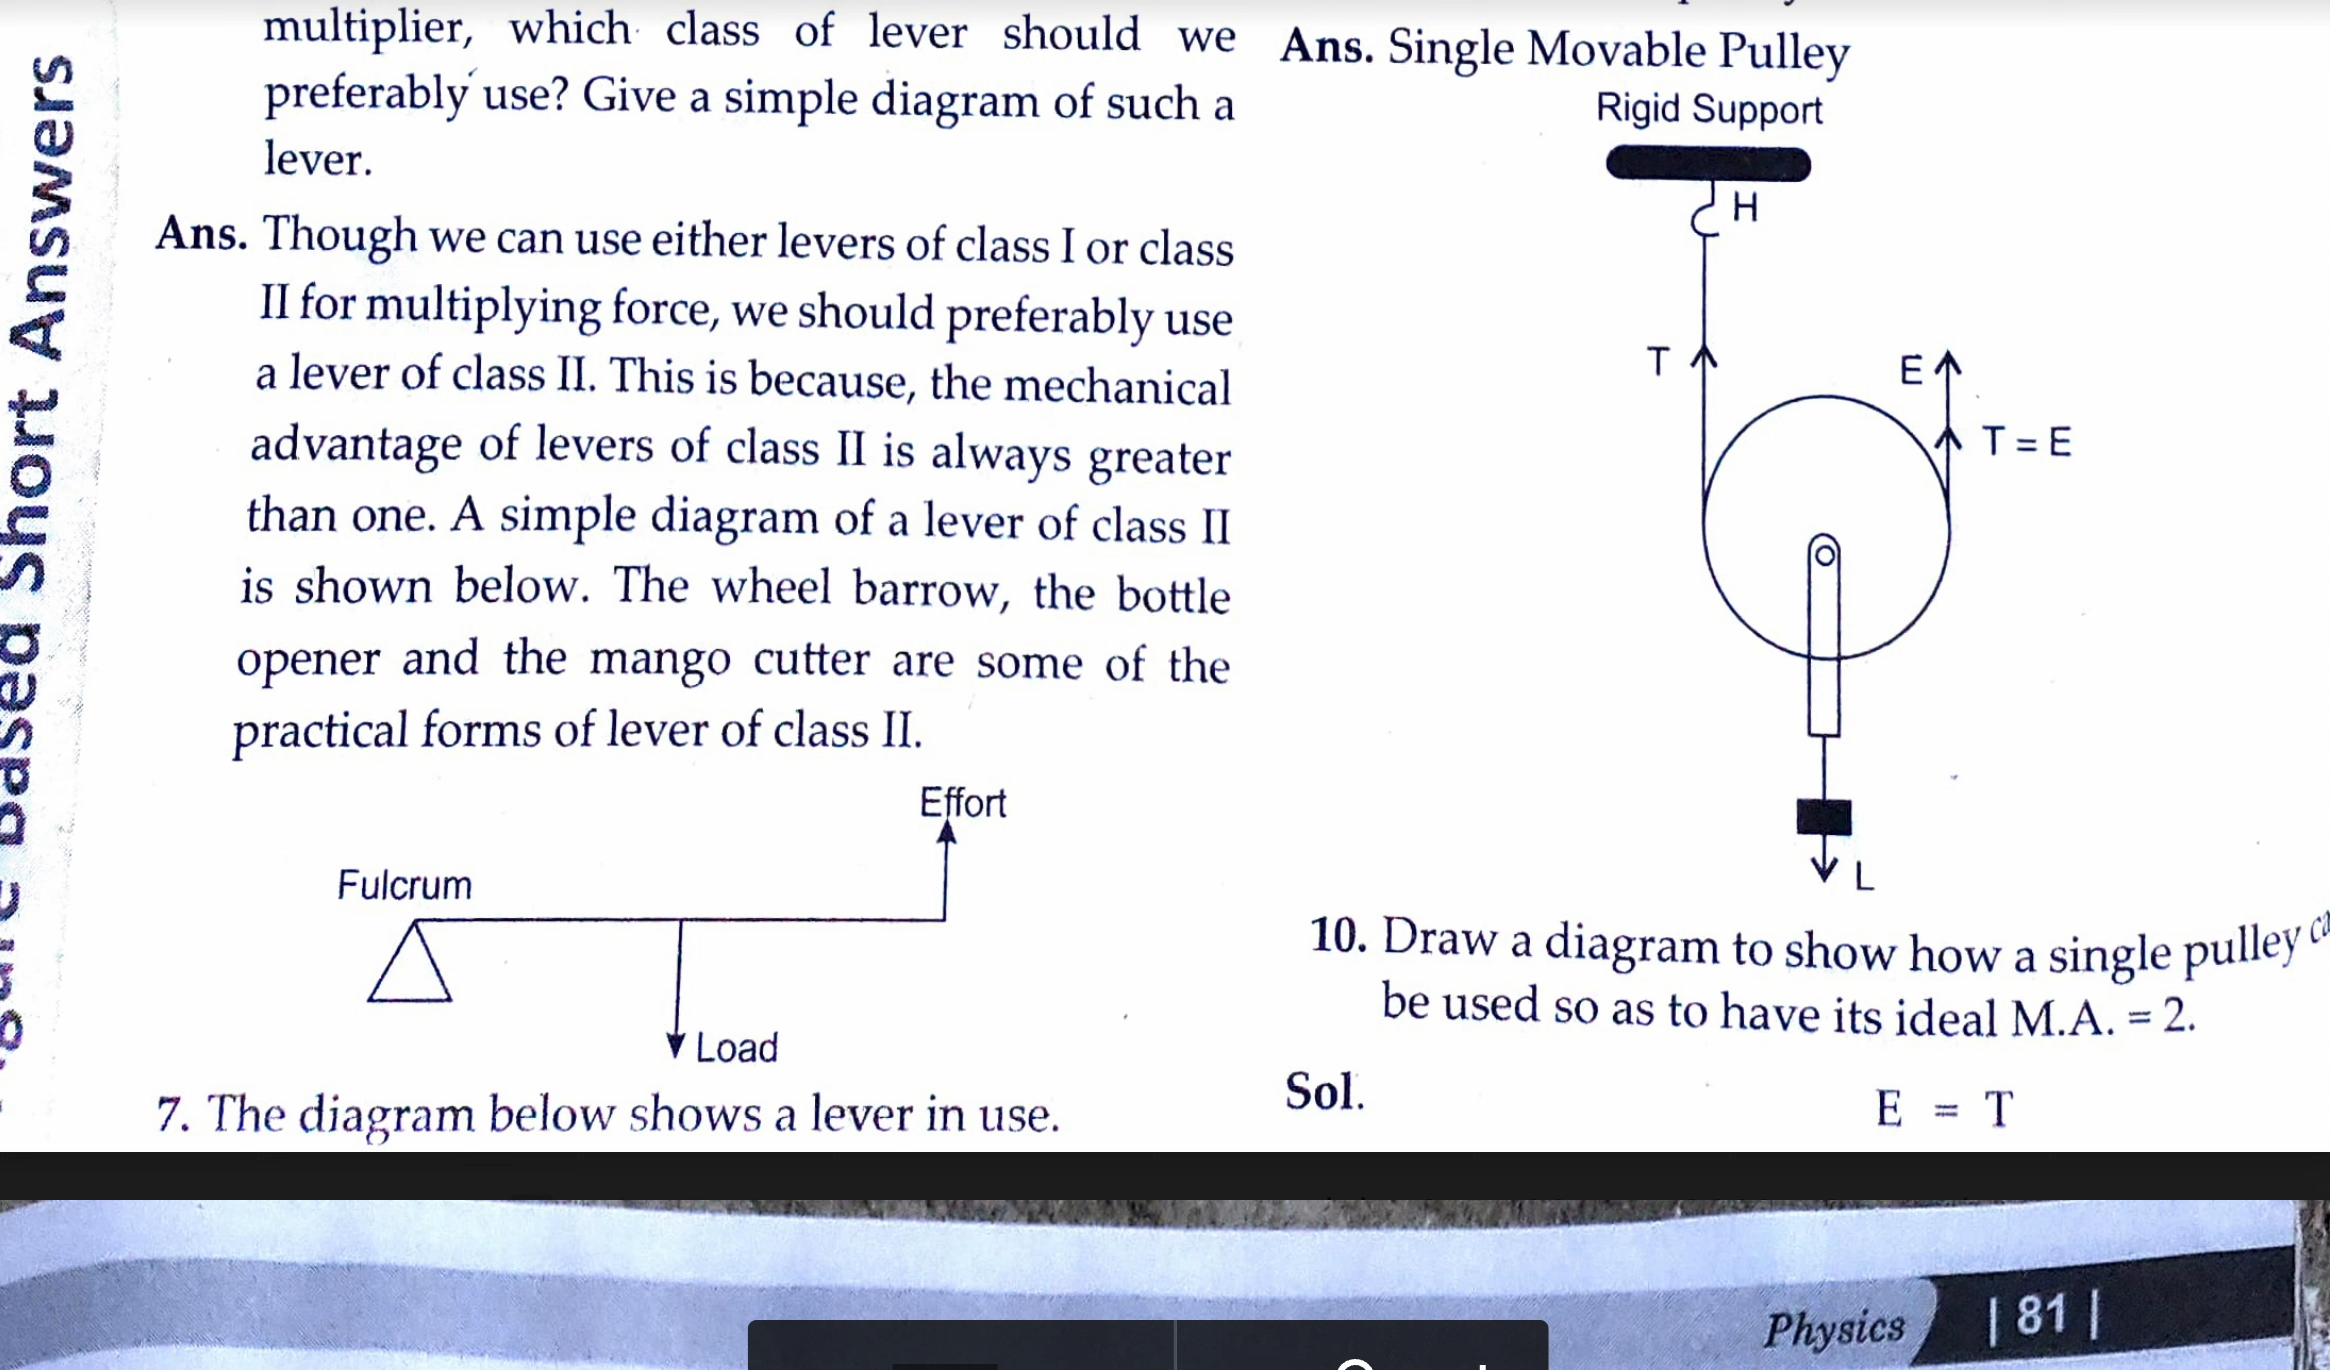 Figure Based Short Answers
multiplier, which class of lever should we
preferably use? Give a simple diagram of such a
lever.
Ans. Though we can use either levers of class I or class
II for multiplying force, we should preferably use
a lever of class II. This is because, the mechanical
advantage of levers of class II is always greater
than one. A simple diagram of a lever of class II
is shown below. The wheel barrow, the bottle
opener and the mango cutter are some of the
practical forms of lever of class II.
Effort
Fulcrum
Load
7. The diagram below shows a lever in use.
Ans. Single Movable Pulley
Rigid Support
H
T
E
T = E
L
10. Draw a diagram to show how a single pulley ca
be used so as to have its ideal M.A. = 2.
Sol.
E = T
Physics | 81 |